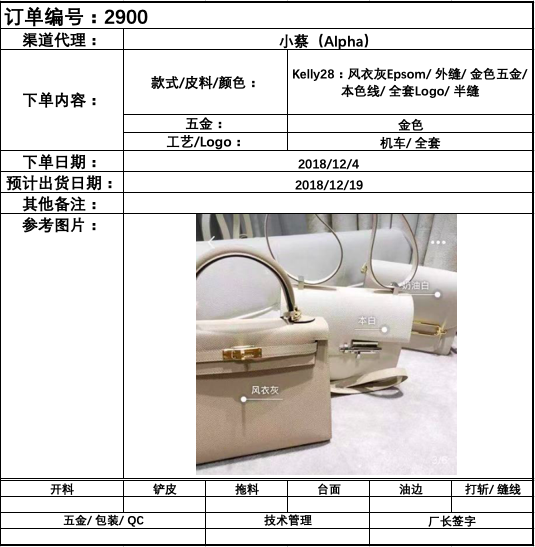 订单编号：2900
渠道代理：
小蔡（Alpha）
下单内容：
款式/皮料/颜色：
Kelly28：风衣灰Epsom/ 外缝/ 金色五金/
本色线/ 全套Logo/ 半缝
五金：
金色
工艺/Logo：
机车/ 全套
下单日期：
2018/12/4
预计出货日期：
2018/12/19
其他备注：
参考图片：
奶油白
本白
风衣灰
开料
铲皮
拖料
台面
油边
打斩/ 缝线
五金/ 包装/ QC
技术管理
厂长签字